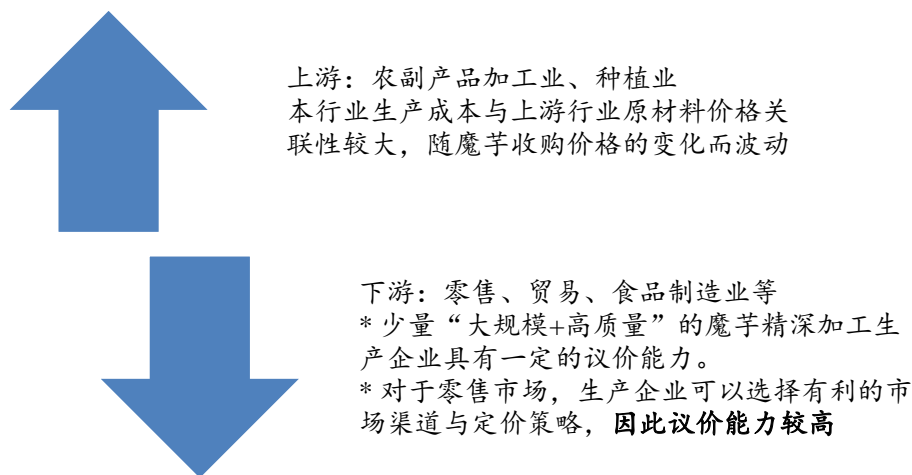 上游：农副产品加工业、种植业
本行业生产成本与上游行业原材料价格关
联性较大，随魔芋收购价格的变化而波动
下游：零售、贸易、食品制造业等
* 少量“大规模+高质量”的魔芋精深加工生
产企业具有一定的议价能力。
* 对于零售市场，生产企业可以选择有利的市
场渠道与定价策略，因此议价能力较高